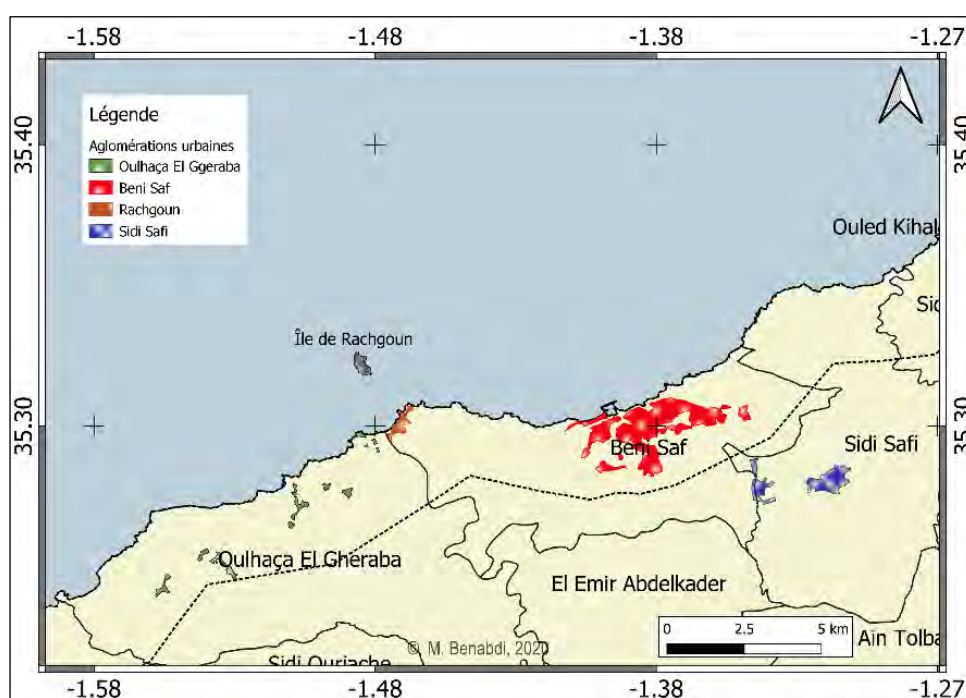 -1.58 -1.48 -1.38 -1.27
35.40 35.40
Légende
Aglomérations urbaines
Oulhaça El Ggeraba
Beni Saf
Rachgoun
Sidi Safi
Ouled Kihal
Sid
Île de Rachgoun
35.30 35.30
Beni Saf
Sidi Safi
Oulhaça El Gheraba
El Emir Abdelkader
0 2.5 5 km
Ain Tolba
© M. Benabdi, 2020
Sidi Ouriache
-1.58 -1.48 -1.38 -1.27